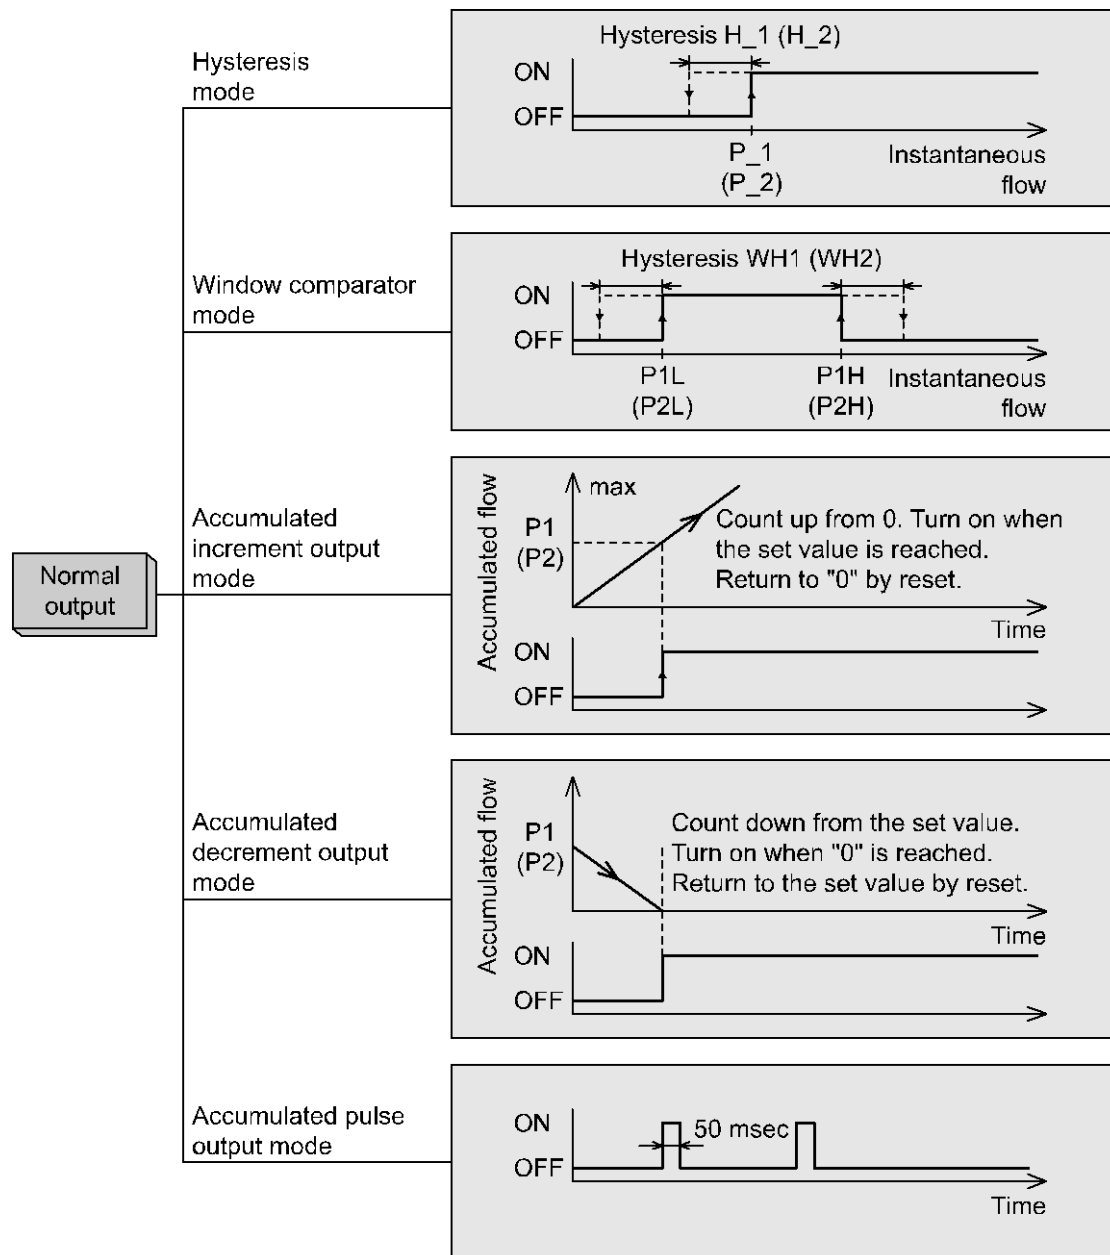 Normal
output
Hysteresis
mode
Hysteresis H_1 (H_2)
ON
OFF
P_1
(P_2)
Instantaneous
flow
Window comparator
mode
Hysteresis WH1 (WH2)
ON
OFF
P1L
(P2L)
P1H
(P2H)
Instantaneous
flow
Accumulated
increment output
mode
Accumulated flow
max
P1
(P2)
Count up from 0. Turn on when
the set value is reached.
Return to "0" by reset.
Time
ON
OFF
Accumulated
decrement output
mode
Accumulated flow
P1
(P2)
Count down from the set value.
Turn on when "0" is reached.
Return to the set value by reset.
Time
ON
OFF
Accumulated pulse
output mode
ON
OFF
50 msec
Time